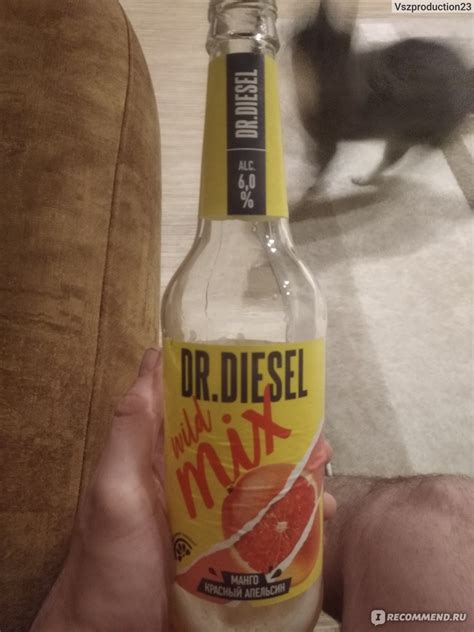 Vszproduction23
DR.DIESEL
ALC.
6,0
%
DR.DIESEL
wild
mix
МАНГО
КРАСНЫЙ АПЕЛЬСИН
I RECOMMEND.RU